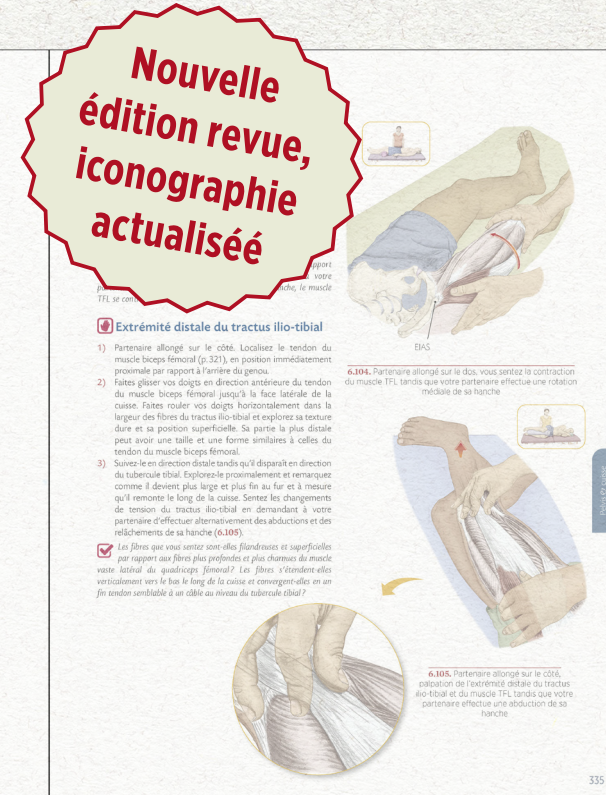 Nouvelle
édition revue,
iconographie
actualiséé
TFL se
Extrémité distale du tractus ilio-tibial
1) Partenaire allongé sur le côté. Localisez le tendon du
muscle biceps fémoral (p. 321), en position immédiatement
proximale par rapport à l'arrière du genou.
2) Faites glisser vos doigts en direction antérieure du tendon
du muscle biceps fémoral jusqu'à la face latérale de la
cuisse. Faites rouler vos doigts horizontalement dans la
largeur des fibres du tractus ilio-tibial et explorez sa texture
dure et sa position superficielle. Sa partie la plus distale
peut avoir une taille et une forme similaires à celles du
tendon du muscle biceps fémoral.
3) Suivez-le en direction distale tandis qu'il disparaît en direction
du tubercule tibial. Explorez-le proximalement et remarquez
comme il devient plus large et plus fin au fur et à mesure
qu'il remonte le long de la cuisse. Sentez les changements
de tension du tractus ilio-tibial en demandant à votre
partenaire d'effectuer alternativement des abductions et des
relâchements de sa hanche (6.105).
Les fibres que vous sentez sont-elles filandreuses et superficielles
par rapport aux fibres plus profondes et plus charnues du muscle
vaste latéral du quadriceps fémoral? Les fibres s'étendent-elles
verticalement vers le bas le long de la cuisse et convergent-elles en un
fin tendon semblable à un câble au niveau du tubercule tibial?
EIAS
6.104. Partenaire allongé sur le dos, vous sentez la contraction
du muscle TFL tandis que votre partenaire effectue une rotation
médiale de sa hanche
Pelvis et cuisse
6.105. Partenaire allongé sur le côté,
palpation de l'extrémité distale du tractus
ilio-tibial et du muscle TFL tandis que votre
partenaire effectue une abduction de sa
hanche
335